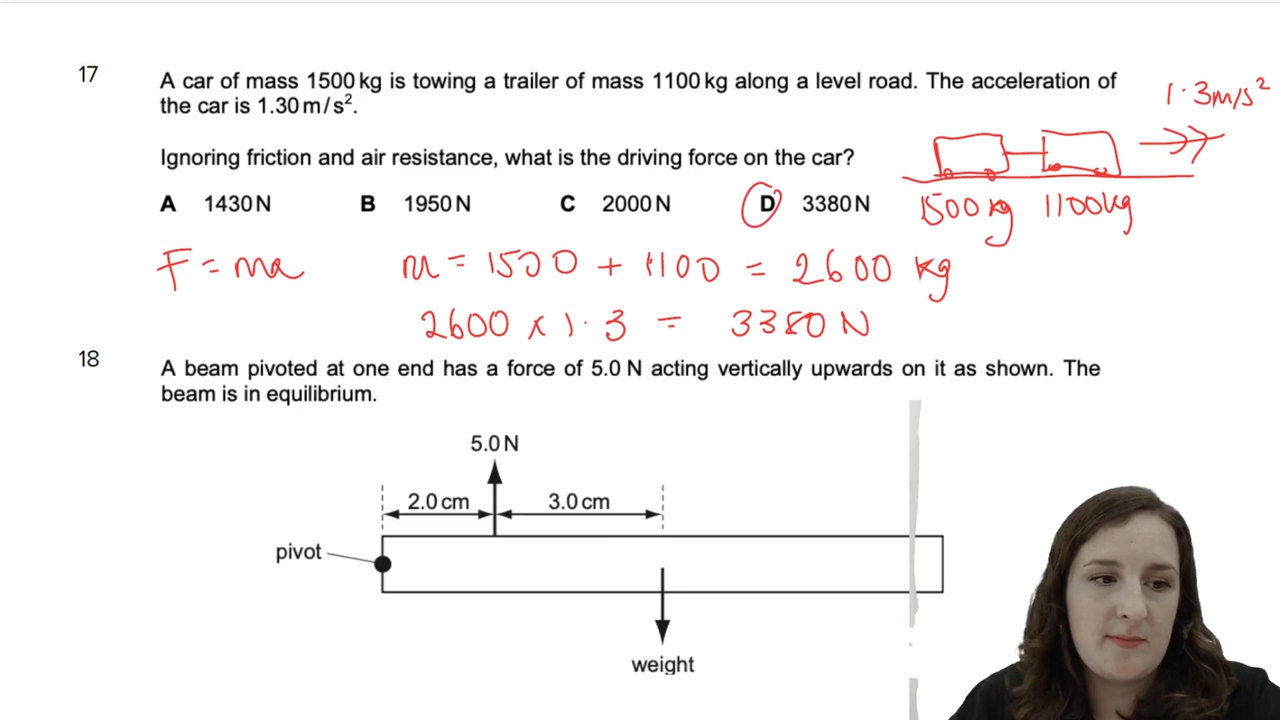 17
A car of mass 1500 kg is towing a trailer of mass 1100 kg along a level road. The acceleration of
the car is 1.30 m/s².
1.3m/s²
Ignoring friction and air resistance, what is the driving force on the car?
A 1430 N B 1950 N C 2000 N D 3380 N
1500 kg 1100kg
F = ma m = 1500 + 1100 = 2600 kg
2600 x 1.3 = 3380 N
18
A beam pivoted at one end has a force of 5.0 N acting vertically upwards on it as shown. The
beam is in equilibrium.
5.0 N
2.0 cm 3.0 cm
pivot
weight